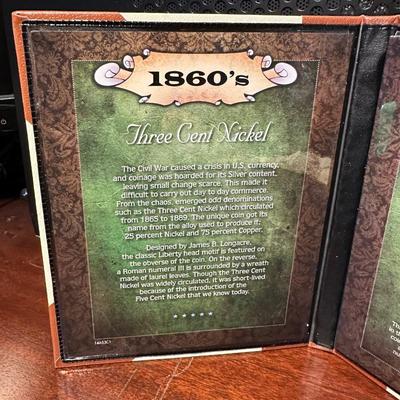 1860's
Three Cent Nickel
The Civil War caused a crisis in U.S. currency,
and coinage was hoarded for its Silver content,
leaving small change scarce. This made it
difficult to carry out day to day commerce.
From the chaos, emerged odd denominations
such as the Three Cent Nickel which circulated
from 1865 to 1889. The unique coin got its
name from the alloy used to produce it:
25 percent Nickel and 75 percent Copper.
Designed by James B. Longacre,
the classic Liberty head motif is featured on
the obverse of the coin. On the reverse,
a Roman numeral III is surrounded by a wreath
made of laurel leaves. Though the Three Cent
Nickel was widely circulated, it was short-lived
because of the introduction of the
Five Cent Nickel that we know today.